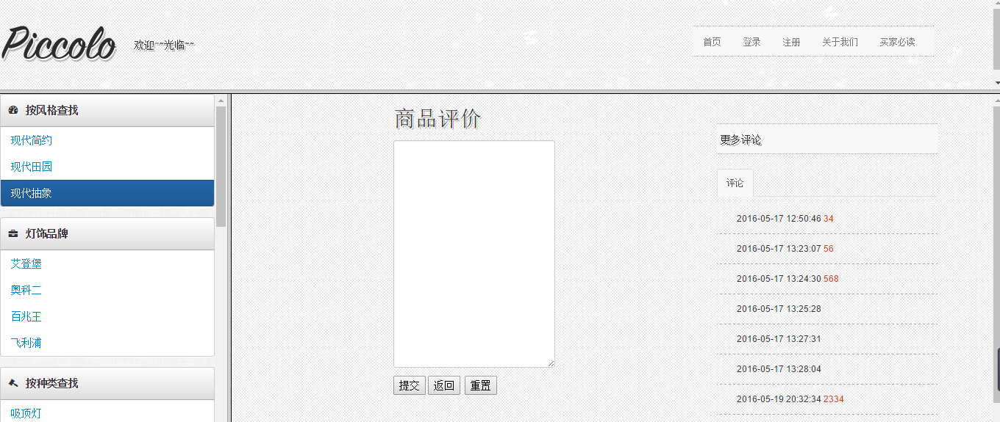 Piccolo
欢迎~~光临~~
首页 登录 注册 关于我们 买家必读
按风格查找
现代简约
现代田园
现代抽象
灯饰品牌
艾登堡
奥科二
百兆王
飞利浦
按种类查找
吸顶灯
商品评价
提交 返回 重置
更多评论
评论
2016-05-17 12:50:46 34
2016-05-17 13:23:07 56
2016-05-17 13:24:30 568
2016-05-17 13:25:28
2016-05-17 13:27:31
2016-05-17 13:28:04
2016-05-19 20:32:34 2334